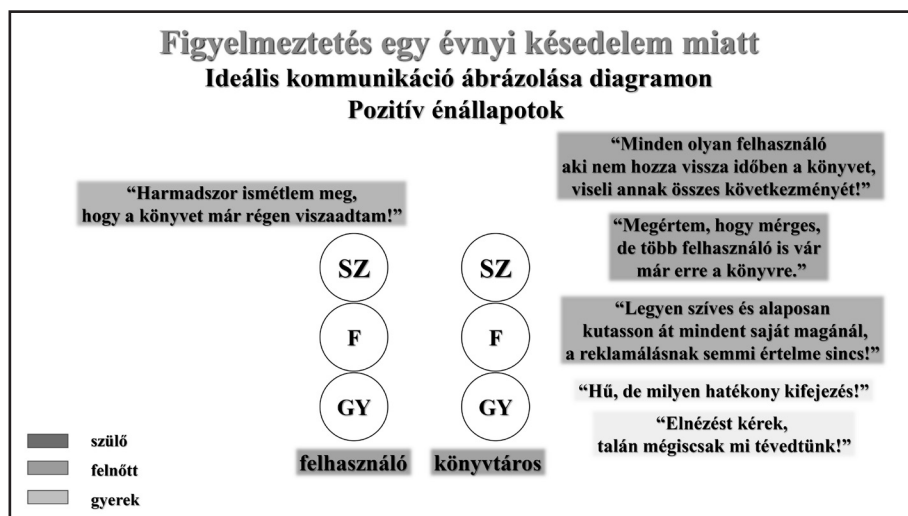 Figyelmeztetés egy évnyi késedelem miatt
Ideális kommunikáció ábrázolása diagramon
Pozitív énállapotok
“Harmadszor ismétlem meg,
hogy a könyvet már régen viszaadtam!”
“Minden olyan felhasználó
aki nem hozza vissza időben a könyvet,
viseli annak összes következményét!”
“Megértem, hogy mérges,
de több felhasználó is vár
már erre a könyvre.”
“Legyen szíves és alaposan
kutasson át mindent saját magánál,
a reklamálásnak semmi értelme sincs!”
“Hű, de milyen hatékony kifejezés!”
“Elnézést kérek,
talán mégiscsak mi tévedtünk!”
SZ
SZ
F
F
GY
GY
felhasználó
könyvtáros
szülő
felnőtt
gyerek